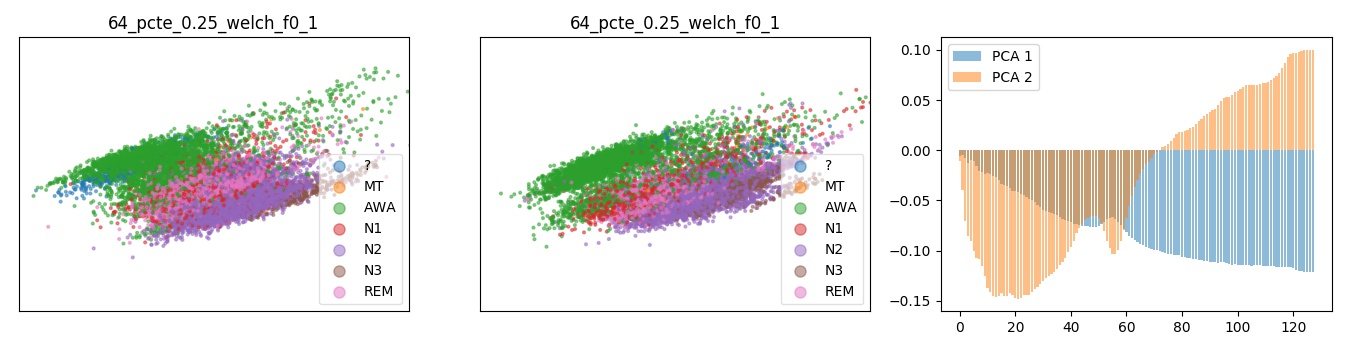 64_pcte_0.25_welch_f0_1
?
MT
AWA
N1
N2
N3
REM
64_pcte_0.25_welch_f0_1
?
MT
AWA
N1
N2
N3
REM
PCA 1
PCA 2
0.10
0.05
0.00
−0.05
−0.10
−0.15
0 20 40 60 80 100 120